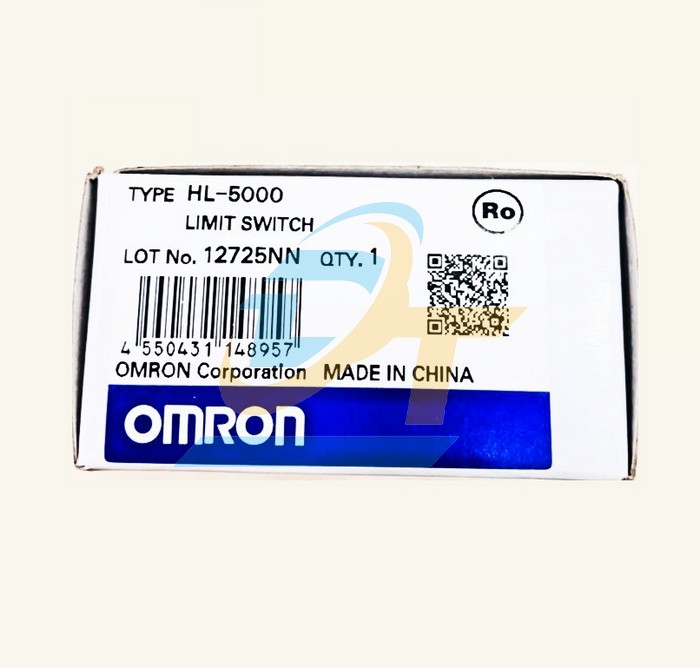 TYPE HL-5000
Ro
LIMIT SWITCH
LOT No. 12725NN QTY. 1
4 550431 148957
OMRON Corporation MADE IN CHINA
OMRON